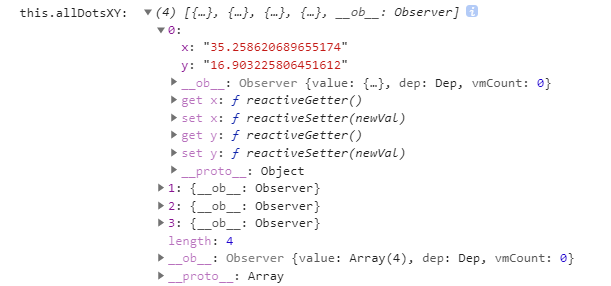 this.allDotsXY: ▼(4) [{…}, {…}, {…}, {…}, __ob__: Observer] i
▼0:
x: "35.258620689655174"
y: "16.903225806451612"
▶__ob__: Observer {value: {…}, dep: Dep, vmCount: 0}
▶get x: ƒ reactiveGetter()
▶set x: ƒ reactiveSetter(newVal)
▶get y: ƒ reactiveGetter()
▶set y: ƒ reactiveSetter(newVal)
▶__proto__: Object
▶1: {__ob__: Observer}
▶2: {__ob__: Observer}
▶3: {__ob__: Observer}
length: 4
▶__ob__: Observer {value: Array(4), dep: Dep, vmCount: 0}
▶__proto__: Array